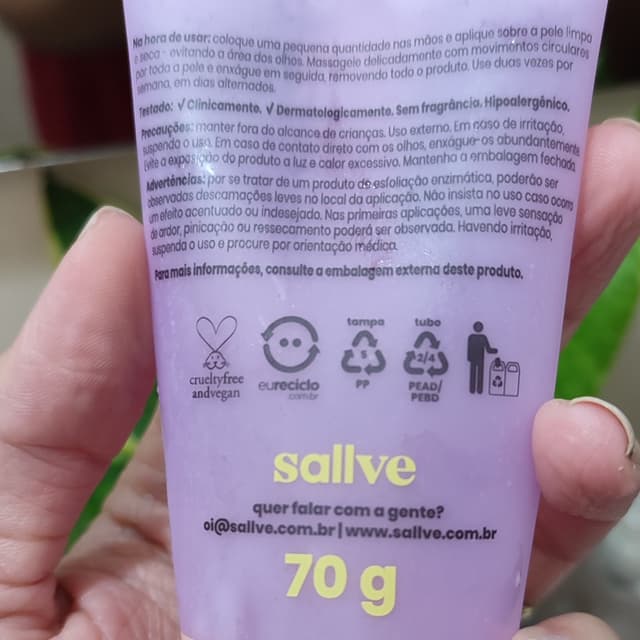 Na hora de usar: coloque uma pequena quantidade nas mãos e aplique sobre a pele limpa
e seca - evitando a área dos olhos. Massageie delicadamente com movimentos circulares
por toda a pele e enxágue em seguida, removendo todo o produto. Use duas vezes por
semana, em dias alternados.
Testado: √ Clinicamente. √ Dermatologicamente. Sem fragrância. Hipoalergênico.
Precauções: manter fora do alcance de crianças. Uso externo. Em caso de irritação,
suspenda o uso. Em caso de contato direto com os olhos, enxágue-os abundantemente.
Evite a exposição do produto a luz e calor excessivo. Mantenha a embalagem fechada.
Advertências: por se tratar de um produto de esfoliação enzimática, poderão ser
observadas descamações leves no local da aplicação. Não insista no uso caso ocorra
um efeito acentuado ou indesejado. Nas primeiras aplicações, uma leve sensação
de ardor, pinicação ou ressecamento poderá ser observada. Havendo irritação,
suspenda o uso e procure por orientação médica.
Para mais informações, consulte a embalagem externa deste produto.
crueltyfree
andvegan
eureciclo
.com.br
tampa
5
PP
tubo
2/4
PEAD/
PEBD
sallve
quer falar com a gente?
oi@sallve.com.br | www.sallve.com.br
70 g